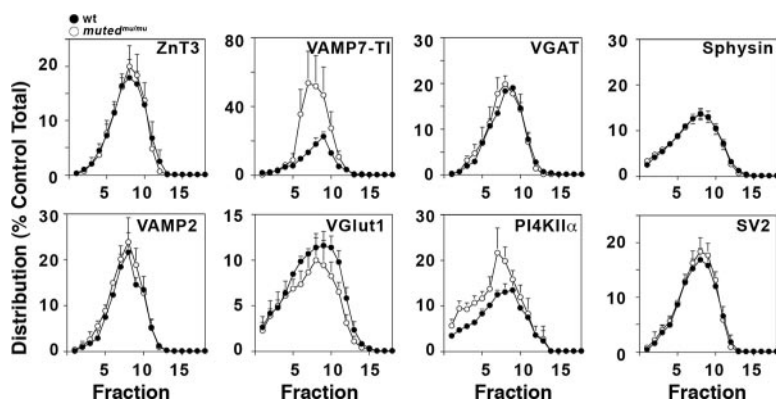 wt
muted mu/mu
ZnT3
VAMP7-TI
VGAT
Sphysin
20
10
0
80
40
0
30
20
10
0
30
20
10
0
5 10 15
5 10 15
5 10 15
5 10 15
Distribution (% Control Total)
VAMP2
VGlut1
PI4KIIα
SV2
30
20
10
0
15
10
5
0
40
30
20
10
0
30
20
10
0
5 10 15
5 10 15
5 10 15
5 10 15
Fraction
Fraction
Fraction
Fraction